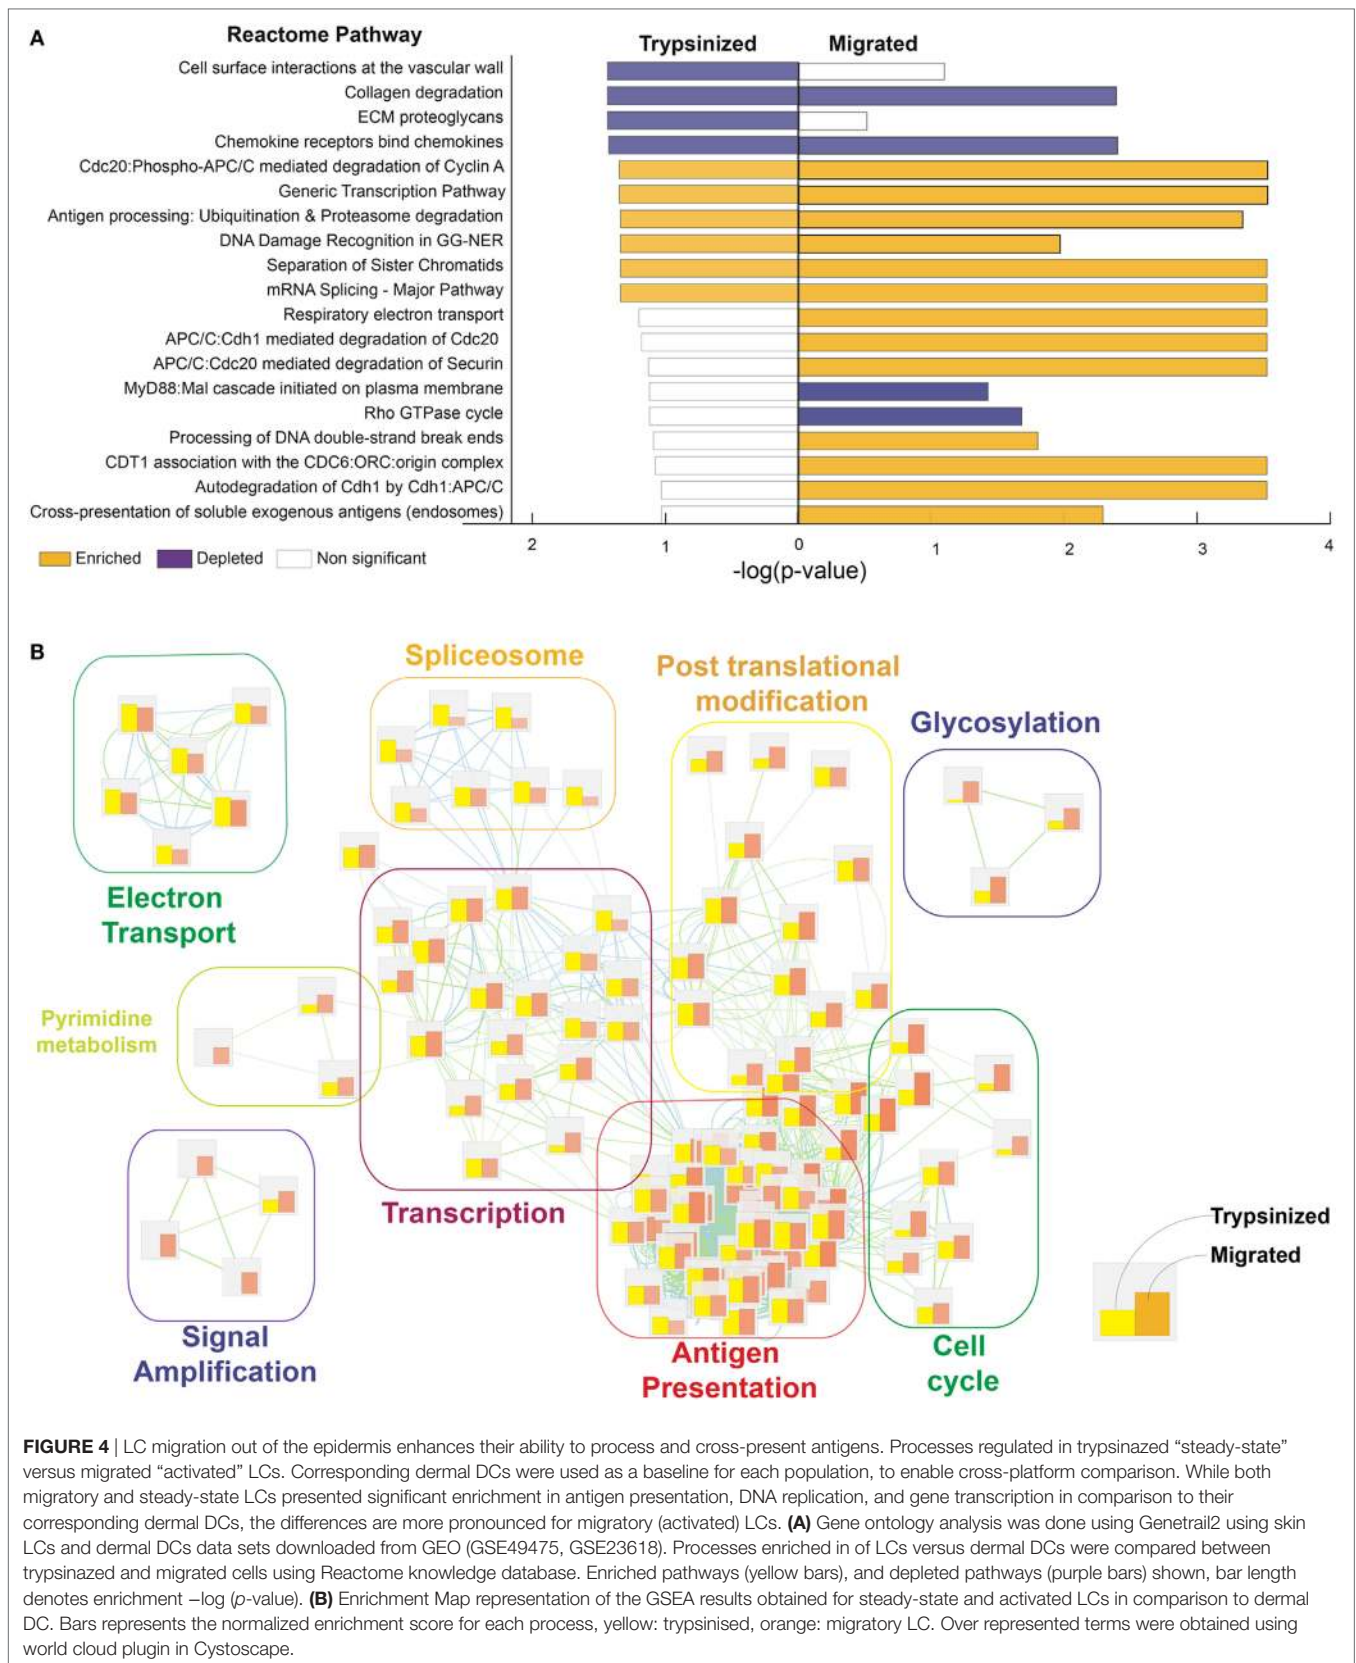 A
Reactome Pathway
Trypsinized
Migrated
Cell surface interactions at the vascular wall
Collagen degradation
ECM proteoglycans
Chemokine receptors bind chemokines
Cdc20:Phospho-APC/C mediated degradation of Cyclin A
Generic Transcription Pathway
Antigen processing: Ubiquitination & Proteasome degradation
DNA Damage Recognition in GG-NER
Separation of Sister Chromatids
mRNA Splicing - Major Pathway
Respiratory electron transport
APC/C:Cdh1 mediated degradation of Cdc20
APC/C:Cdc20 mediated degradation of Securin
MyD88:Mal cascade initiated on plasma membrane
Rho GTPase cycle
Processing of DNA double-strand break ends
CDT1 association with the CDC6:ORC:origin complex
Autodegradation of Cdh1 by Cdh1:APC/C
Cross-presentation of soluble exogenous antigens (endosomes)
2 1 0 1 2 3 4
Enriched Depleted Non significant
-log(p-value)
B
Spliceosome
Post translational
modification
Glycosylation
Electron
Transport
Pyrimidine
metabolism
Transcription
Signal
Amplification
Antigen
Presentation
Cell
cycle
Trypsinized
Migrated
FIGURE 4 | LC migration out of the epidermis enhances their ability to process and cross-present antigens. Processes regulated in trypsinazed “steady-state”
versus migrated “activated” LCs. Corresponding dermal DCs were used as a baseline for each population, to enable cross-platform comparison. While both
migratory and steady-state LCs presented significant enrichment in antigen presentation, DNA replication, and gene transcription in comparison to their
corresponding dermal DCs, the differences are more pronounced for migratory (activated) LCs. (A) Gene ontology analysis was done using Genetrail2 using skin
LCs and dermal DCs data sets downloaded from GEO (GSE49475, GSE23618). Processes enriched in of LCs versus dermal DCs were compared between
trypsinazed and migrated cells using Reactome knowledge database. Enriched pathways (yellow bars), and depleted pathways (purple bars) shown, bar length
denotes enrichment −log (p-value). (B) Enrichment Map representation of the GSEA results obtained for steady-state and activated LCs in comparison to dermal
DC. Bars represents the normalized enrichment score for each process, yellow: trypsinised, orange: migratory LC. Over represented terms were obtained using
world cloud plugin in Cystoscape.